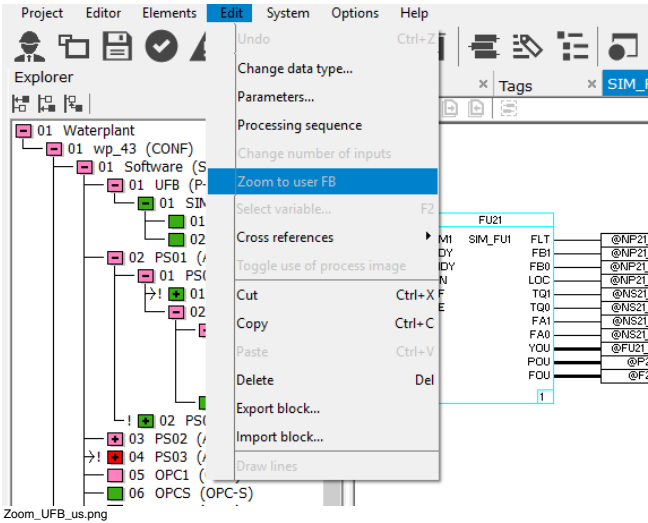 Project Editor Elements Edit System Options Help
Undo Ctrl+Z
Change data type...
Parameters...
Processing sequence
Change number of inputs
Zoom to user FB
Select variable... F2
Cross references
Toggle use of process image
Cut Ctrl+X
Copy Ctrl+C
Paste Ctrl+V
Delete Del
Export block...
Import block...
Draw lines
Explorer
01 Waterplant
01 wp_43 (CONF)
01 Software (S
01 UFB (P-
01 SIM
01
02
02 PS01 (A
01 PS0
! 01
02
! 02 PS0
03 PS02 (A
! 04 PS03 (A
05 OPC1 (
06 OPCS (OPC-S)
Tags × SIM_F
FU21
M1 SIM_FU1 FLT @NP21
DY FB1 @NP21
DY FB0 @NP21
N LOC @NP21
F TQ1 @NS21
E TQ0 @NS21
FA1 @NS21
FA0 @NS21
YOU @FU21
POU @P2
FOU @F2
1
Zoom_UFB_us.png